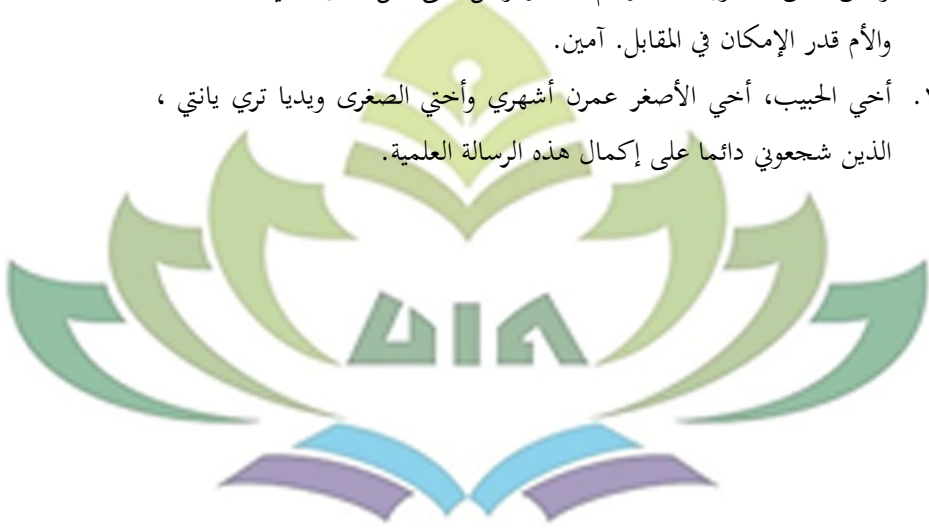 والأم قدر الإمكان في المقابل. آمين.
أخي الحبيب، أخي الأصغر عمرن أشهري وأختي الصغرى ويديا تري يانتي ،
الذين شجعوني دائما على إكمال هذه الرسالة العلمية.
UIN